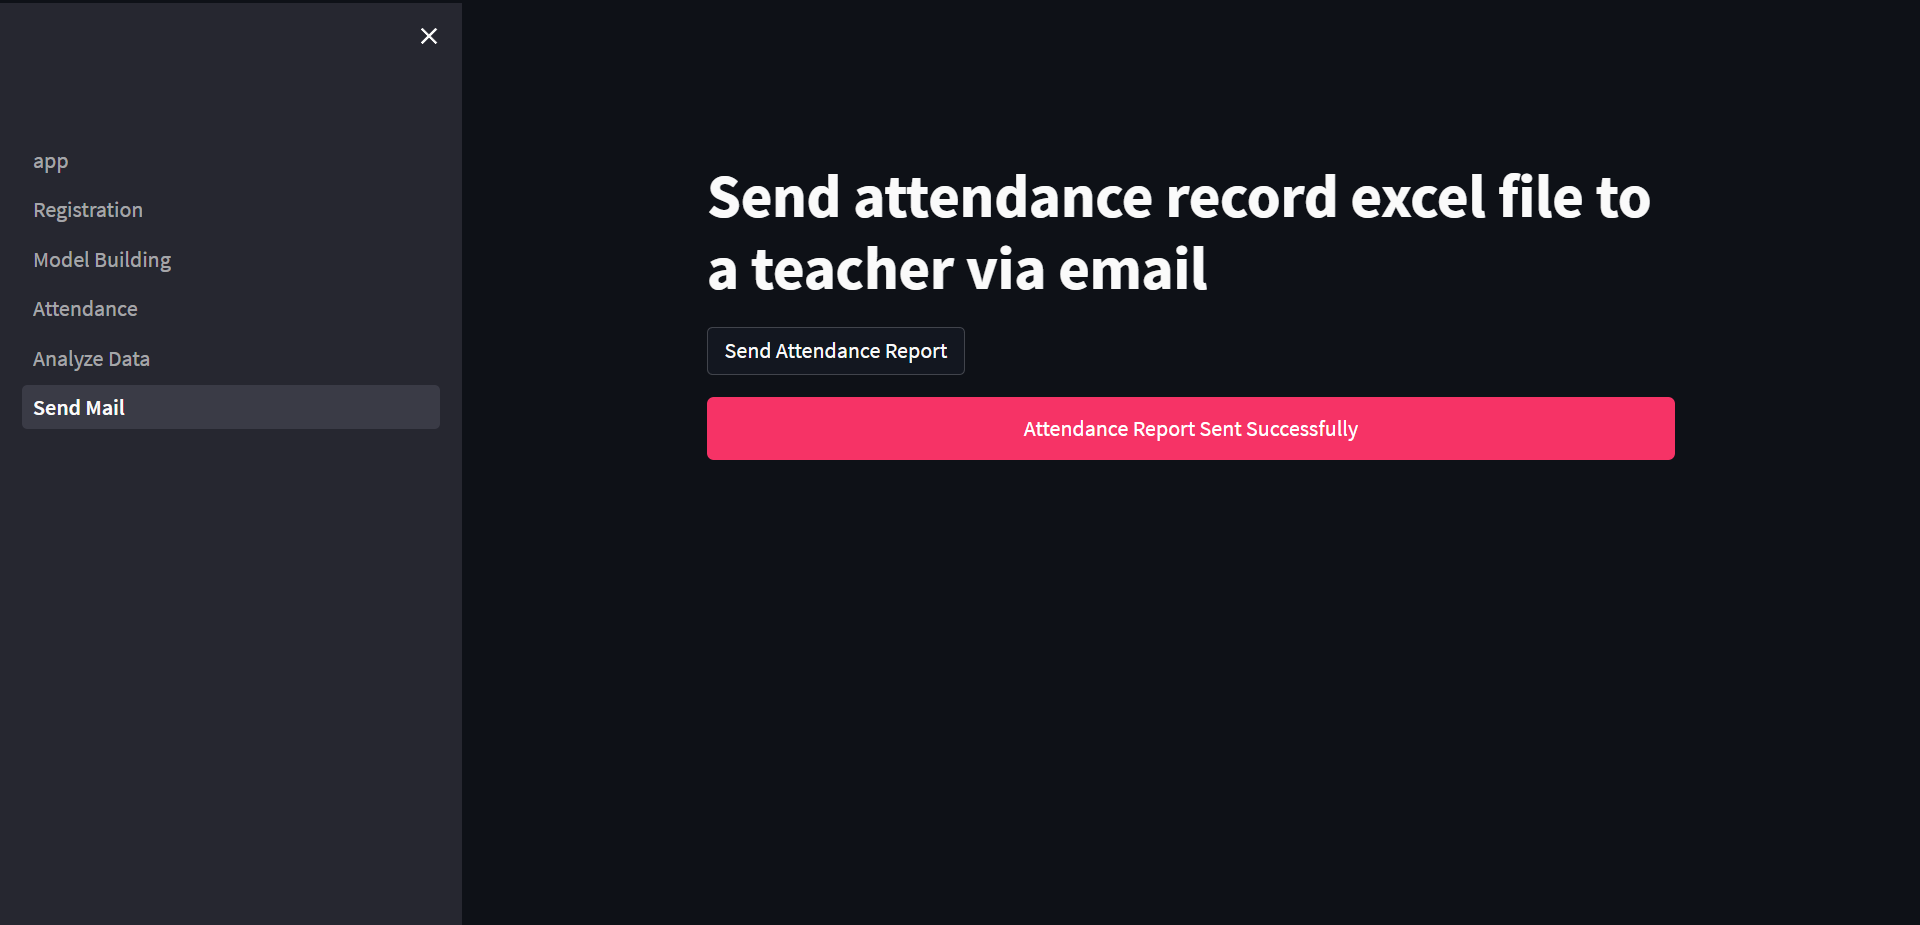 app
Registration
Model Building
Attendance
Analyze Data
Send Mail
Send attendance record excel file to
a teacher via email
Send Attendance Report
Attendance Report Sent Successfully